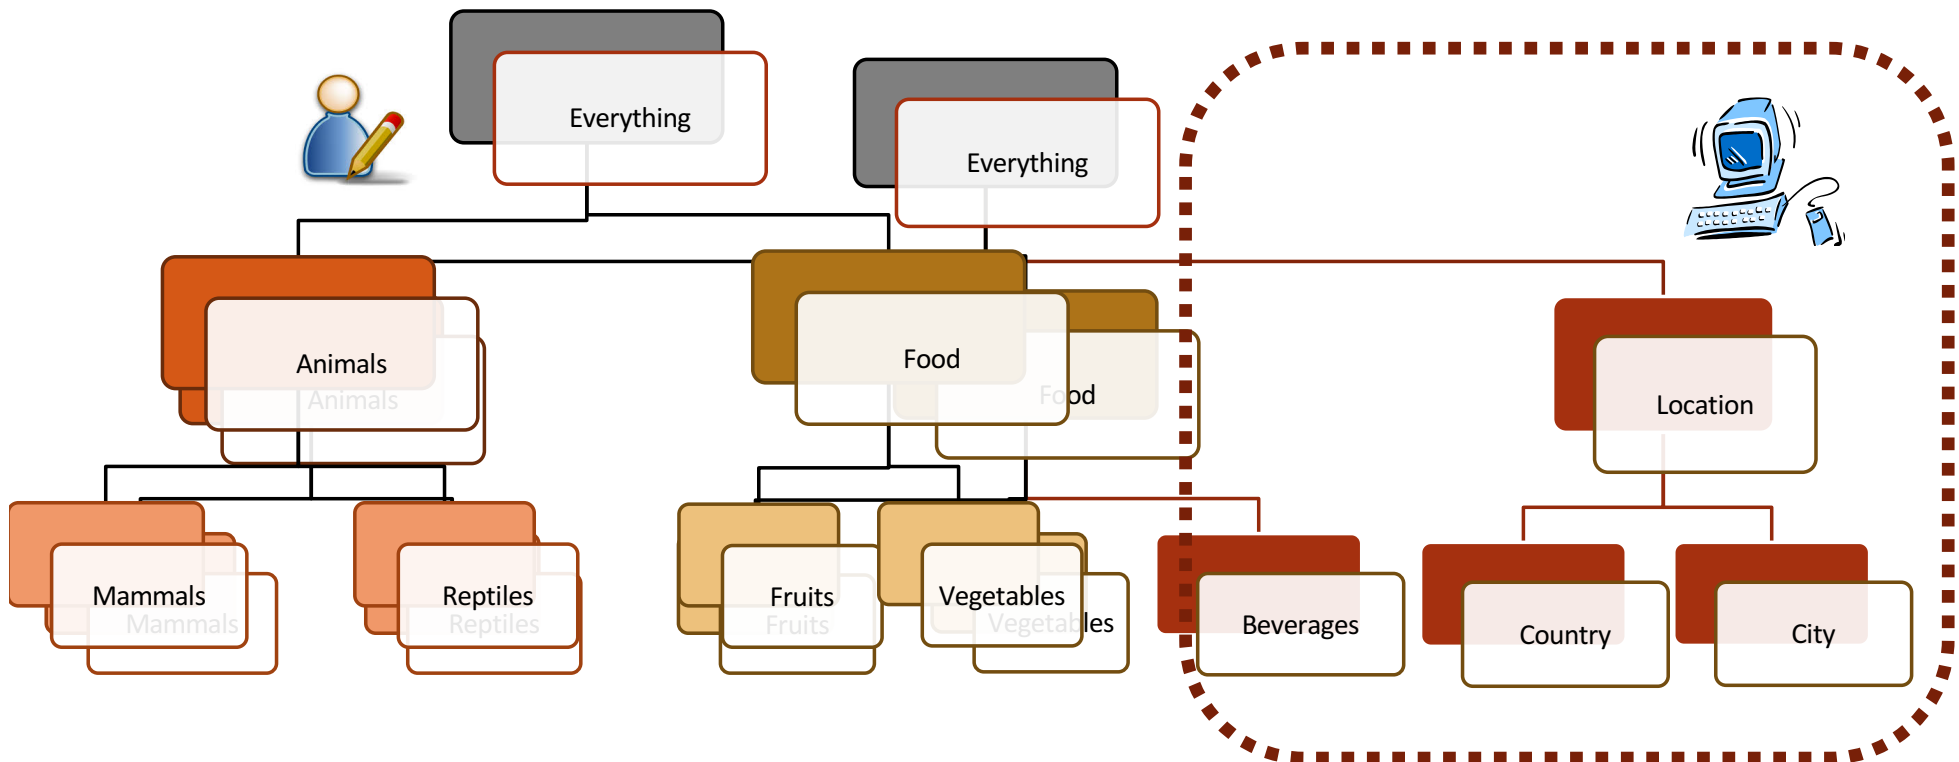 Everything
Everything
Animals
Animals
Food
Food
Location
Mammals
Mammals
Reptiles
Reptiles
Fruits
Fruits
Vegetables
Vegetables
Beverages
Country
City